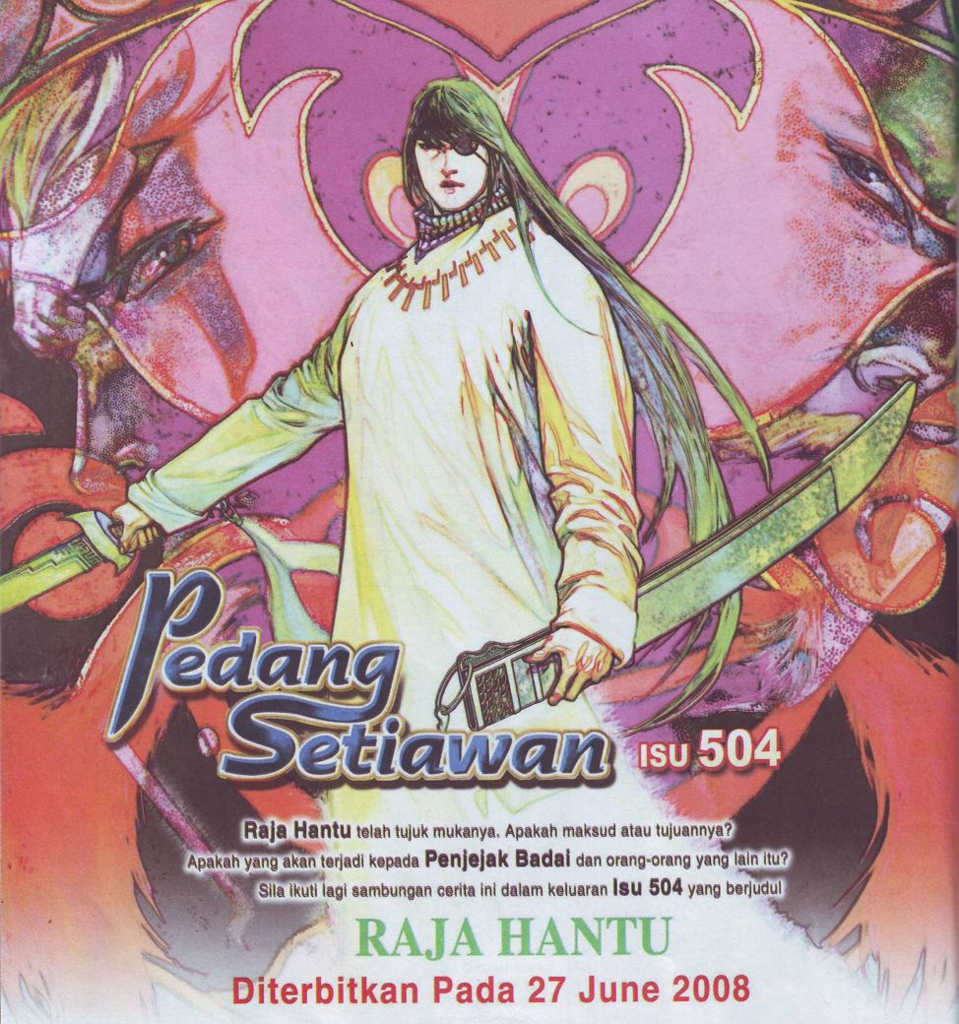 Pedang
Setiawan
ISU 504
Raja Hantu telah tujuk mukanya. Apakah maksud atau tujuannya?
Apakah yang akan terjadi kepada Penjejak Badai dan orang-orang yang lain itu?
Sila ikuti lagi sambungan cerita ini dalam keluaran Isu 504 yang berjudul
RAJA HANTU
Diterbitkan Pada 27 June 2008